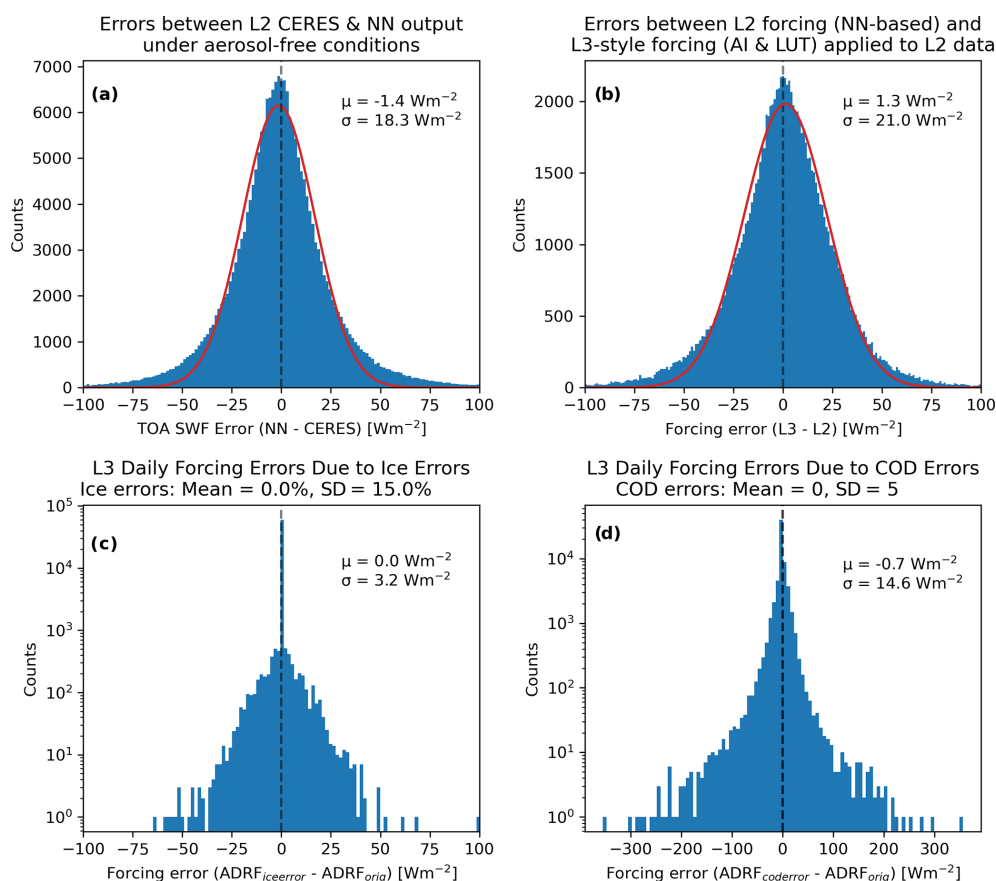 Errors between L2 CERES & NN output
under aerosol-free conditions
(a)
μ = -1.4 Wm⁻²
σ = 18.3 Wm⁻²
Counts
7000
6000
5000
4000
3000
2000
1000
0
−100 −75 −50 −25 0 25 50 75 100
TOA SWF Error (NN - CERES) [Wm⁻²]
Errors between L2 forcing (NN-based) and
L3-style forcing (AI & LUT) applied to L2 data
(b)
μ = 1.3 Wm⁻²
σ = 21.0 Wm⁻²
Counts
2000
1500
1000
500
0
−100 −75 −50 −25 0 25 50 75 100
Forcing error (L3 - L2) [Wm⁻²]
L3 Daily Forcing Errors Due to Ice Errors
Ice errors: Mean = 0.0%, SD = 15.0%
(c)
μ = 0.0 Wm⁻²
σ = 3.2 Wm⁻²
Counts
10⁵
10⁴
10³
10²
10¹
10⁰
−100 −75 −50 −25 0 25 50 75 100
Forcing error (ADRF_iceerror - ADRF_orig) [Wm⁻²]
L3 Daily Forcing Errors Due to COD Errors
COD errors: Mean = 0, SD = 5
(d)
μ = -0.7 Wm⁻²
σ = 14.6 Wm⁻²
Counts
10⁴
10³
10²
10¹
10⁰
−300 −200 −100 0 100 200 300
Forcing error (ADRF_coderror - ADRF_orig) [Wm⁻²]